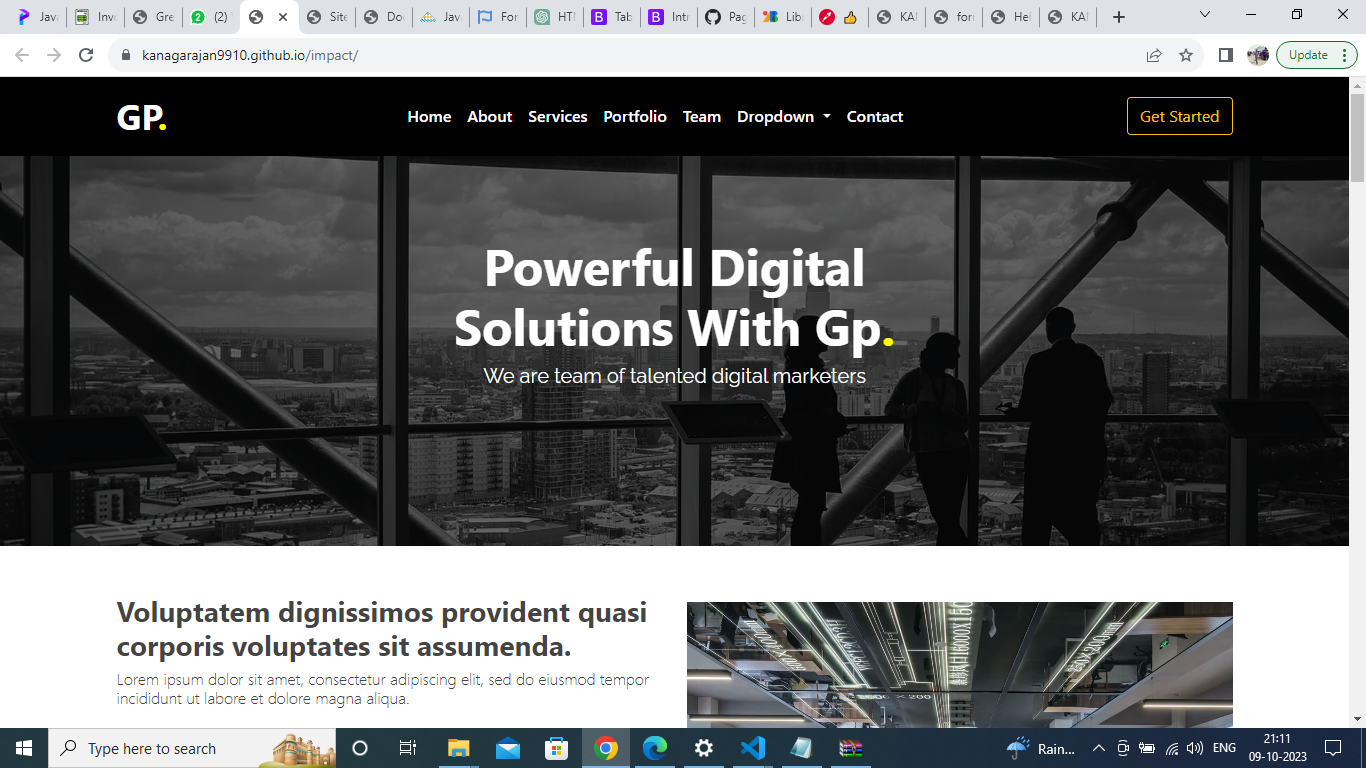 Java
Inve
Gre
(2)
Site
Do
Java
For
HTI
Tab
Intr
Pag
Lib
KAI
for
Hel
KAI
kanagarajan9910.github.io/impact/
Update
GP.
Home About Services Portfolio Team Dropdown Contact
Get Started
Powerful Digital
Solutions With Gp.
We are team of talented digital marketers
Voluptatem dignissimos provident quasi
corporis voluptates sit assumenda.
Lorem ipsum dolor sit amet, consectetur adipiscing elit, sed do eiusmod tempor
incididunt ut labore et dolore magna aliqua.
Type here to search
Rain...
ENG
21:11
09-10-2023